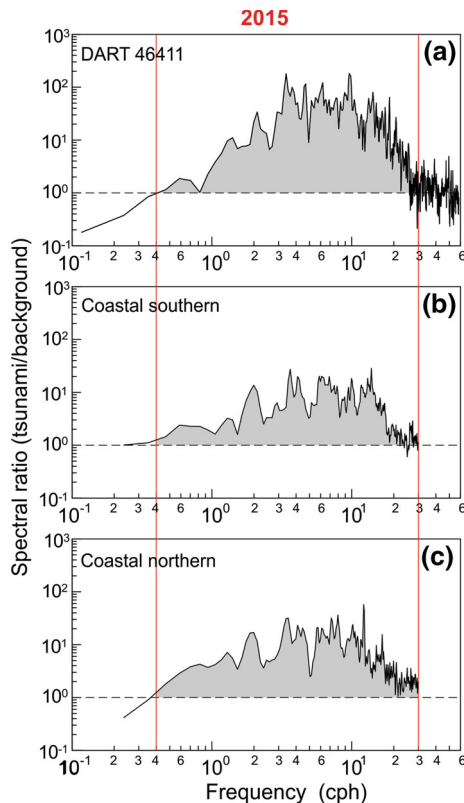 2015
Spectral ratio (tsunami/background)
DART 46411
(a)
10³
10²
10¹
10⁰
10⁻¹
10⁻¹ 2 4 6 10⁰ 2 3 4 6 10¹ 2 3 4 6
Coastal southern
(b)
10³
10²
10¹
10⁰
10⁻¹
10⁻¹ 2 4 6 10⁰ 2 3 4 6 10¹ 2 3 4 6
Coastal northern
(c)
10³
10²
10¹
10⁰
10⁻¹
10⁻¹ 2 3 4 6 10⁰ 2 3 4 6 10¹ 2 3 4 6
Frequency (cph)